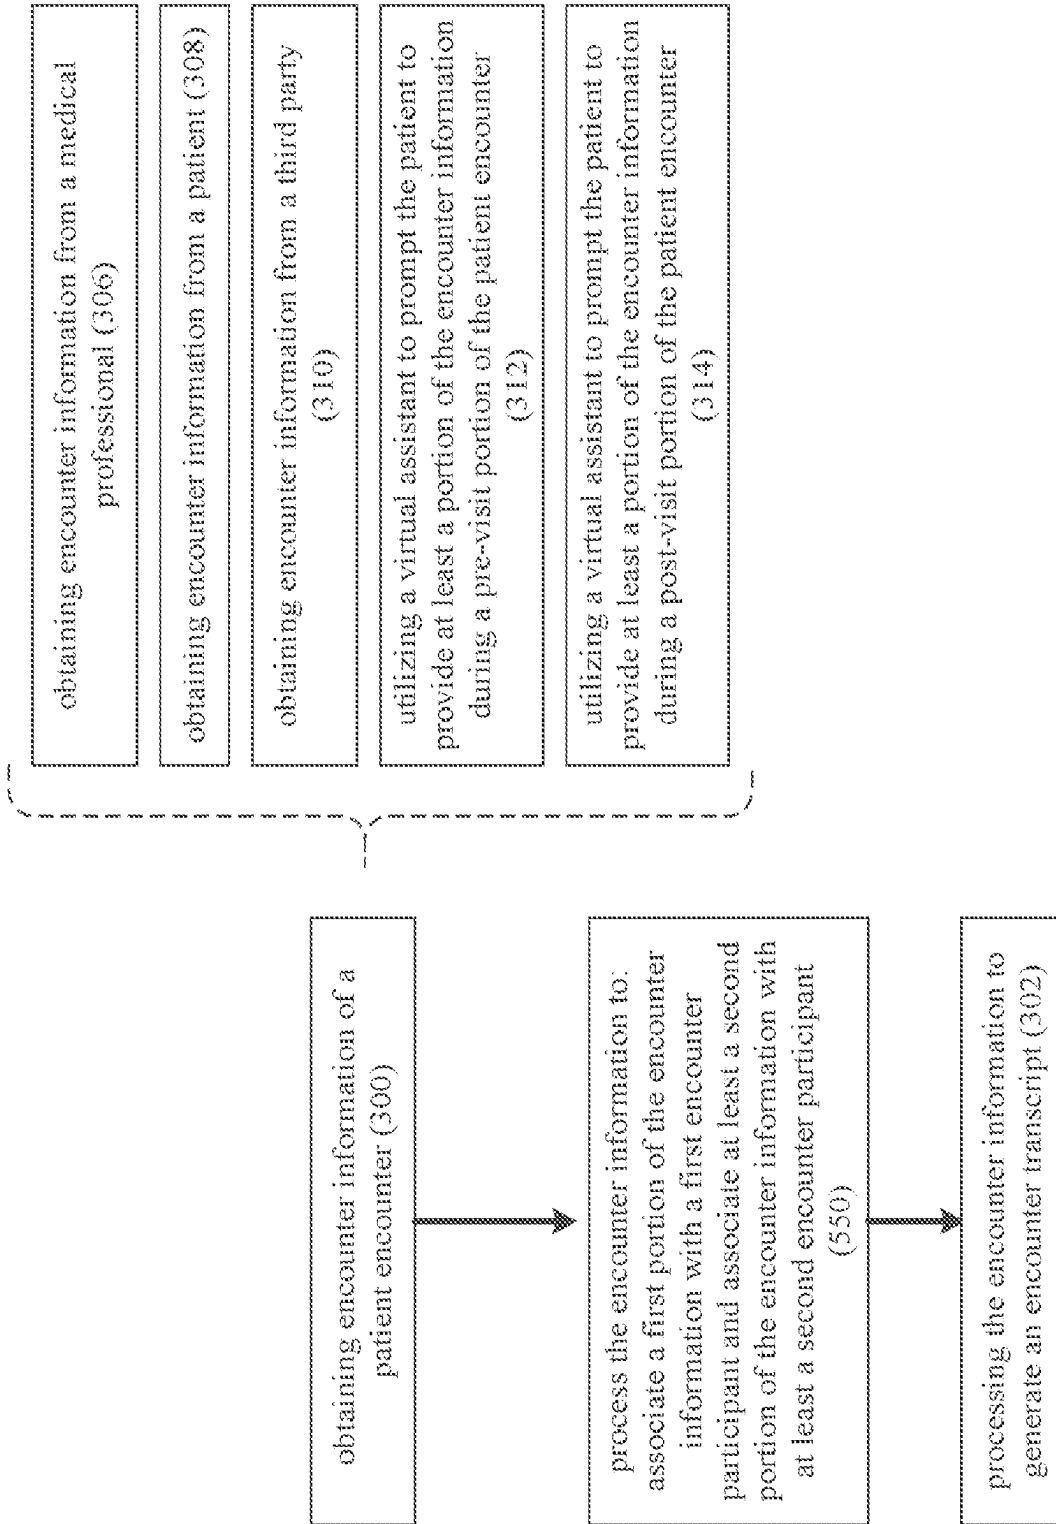 obtaining encounter information of a
patient encounter (300)
process the encounter information to:
associate a first portion of the encounter
information with a first encounter
participant and associate at least a second
portion of the encounter information with
at least a second encounter participant
(550)
processing the encounter information to
generate an encounter transcript (302)
obtaining encounter information from a medical
professional (306)
obtaining encounter information from a patient (308)
obtaining encounter information from a third party
(310)
utilizing a virtual assistant to prompt the patient to
provide at least a portion of the encounter information
during a pre-visit portion of the patient encounter
(312)
utilizing a virtual assistant to prompt the patient to
provide at least a portion of the encounter information
during a post-visit portion of the patient encounter
(314)